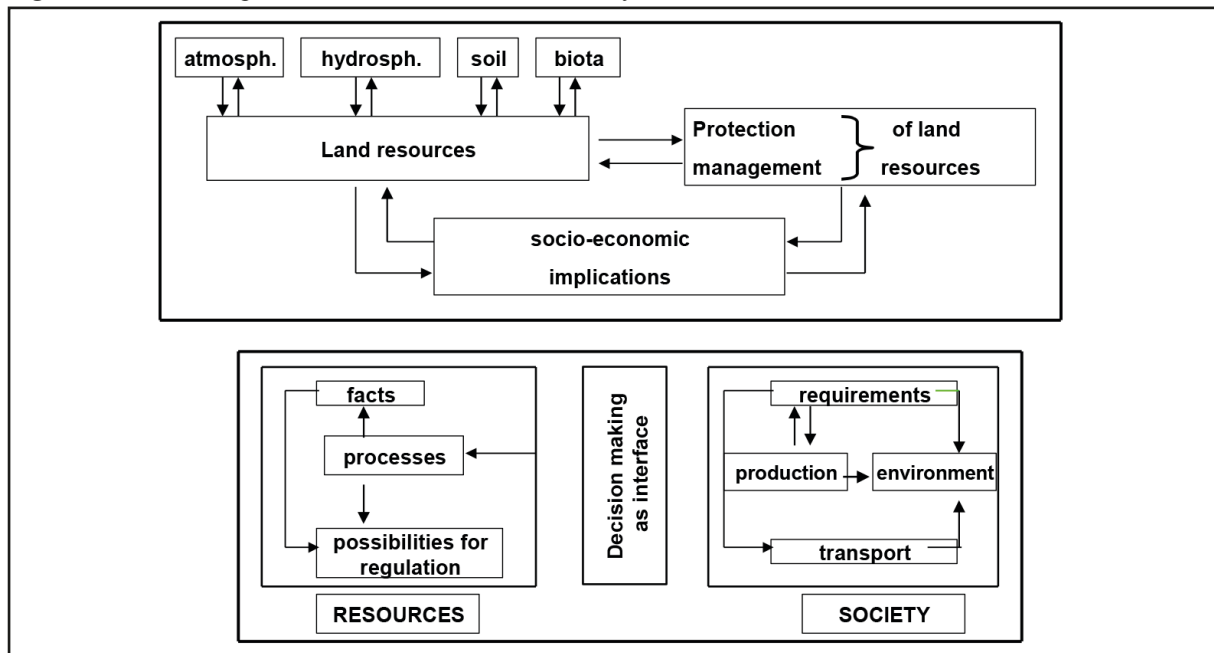 atmosph.
hydrosph.
soil
biota
Land resources
Protection
management
of land
resources
socio-economic
implications
facts
processes
possibilities for
regulation
RESOURCES
Decision making
as interface
requirements
production
environment
transport
SOCIETY